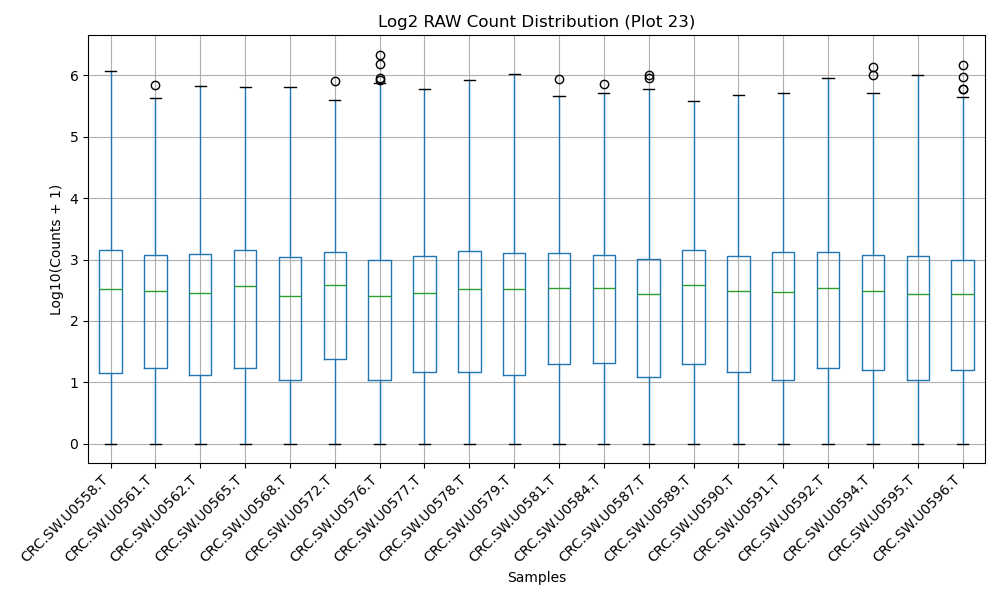 Log2 RAW Count Distribution (Plot 23)
Log10(Counts + 1)
6
5
4
3
2
1
0
CRC.SW.U0558.T
CRC.SW.U0561.T
CRC.SW.U0562.T
CRC.SW.U0565.T
CRC.SW.U0568.T
CRC.SW.U0572.T
CRC.SW.U0576.T
CRC.SW.U0577.T
CRC.SW.U0578.T
CRC.SW.U0579.T
CRC.SW.U0581.T
CRC.SW.U0584.T
CRC.SW.U0587.T
CRC.SW.U0589.T
CRC.SW.U0590.T
CRC.SW.U0591.T
CRC.SW.U0592.T
CRC.SW.U0594.T
CRC.SW.U0595.T
CRC.SW.U0596.T
Samples